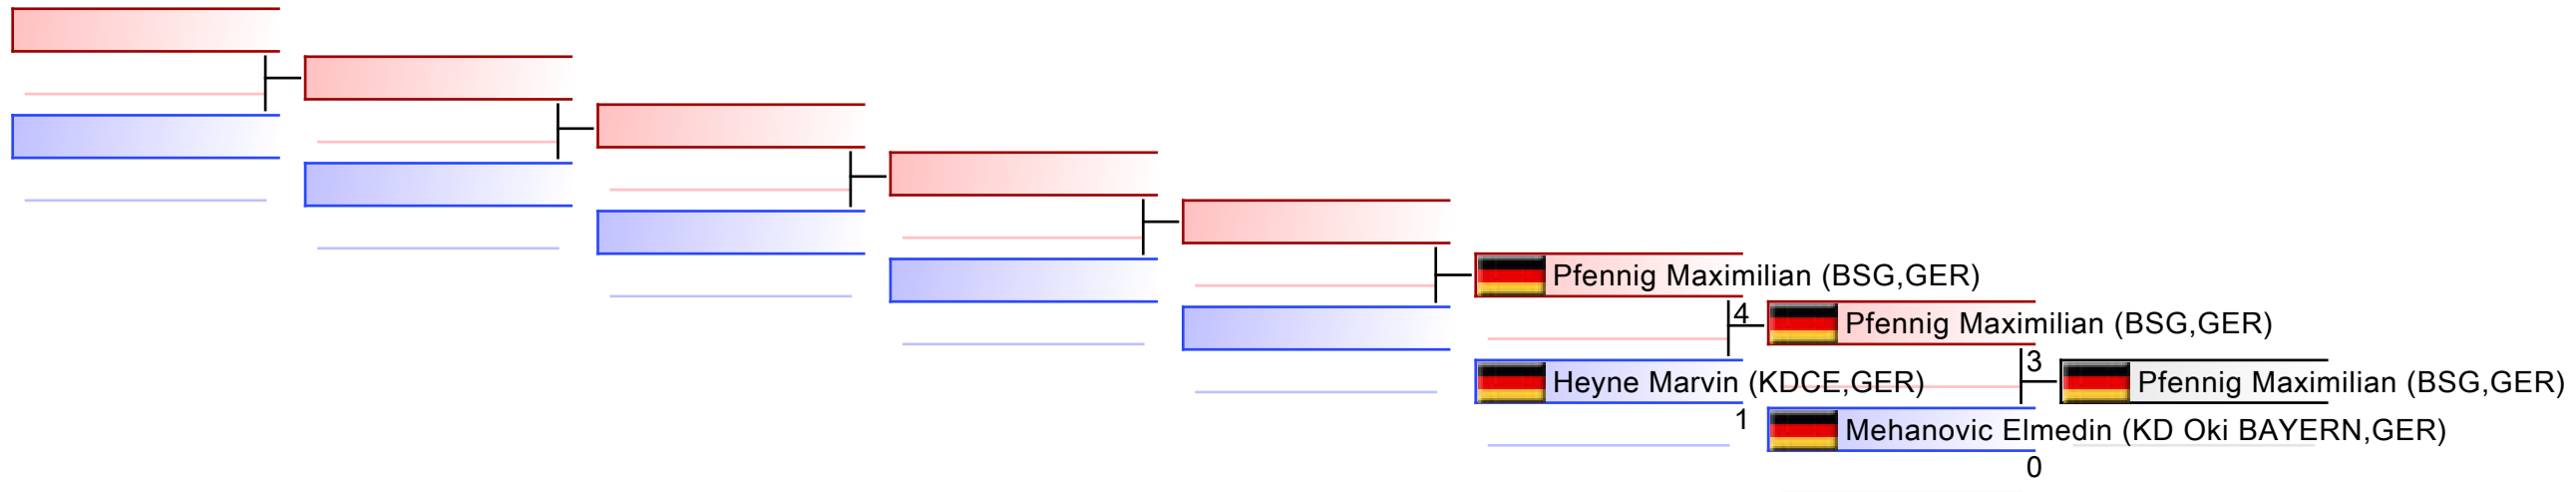 Pfennig Maximilian (BSG,GER)
4
Pfennig Maximilian (BSG,GER)
3
Heyne Marvin (KDCE,GER)
Pfennig Maximilian (BSG,GER)
1
Mehanovic Elmedin (KD Oki BAYERN,GER)
0